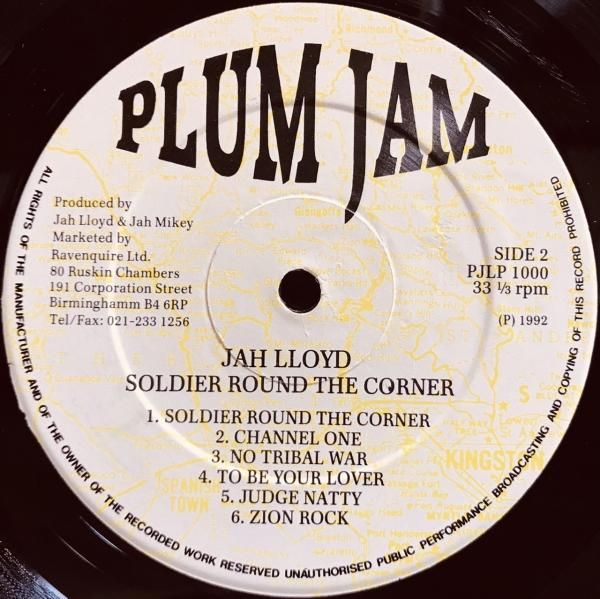 PLUM JAM
Produced by
Jah Lloyd & Jah Mikey
Marketed by
Ravenquire Ltd.
80 Ruskin Chambers
191 Corporation Street
Birminghamm B4 6RP
Tel/Fax: 021-233 1256
SIDE 2
PJLP 1000
33 ⅓ rpm
(P) 1992
JAH LLOYD
SOLDIER ROUND THE CORNER
1. SOLDIER ROUND THE CORNER
2. CHANNEL ONE
3. NO TRIBAL WAR
4. TO BE YOUR LOVER
5. JUDGE NATTY
6. ZION ROCK
ALL RIGHTS OF THE MANUFACTURER AND OF THE OWNER OF THE RECORDED WORK RESERVED UNAUTHORISED PUBLIC PERFORMANCE BROADCASTING AND COPYING OF THIS RECORD PROHIBITED
Richmond
KINGSTON
SPANISH
TOWN